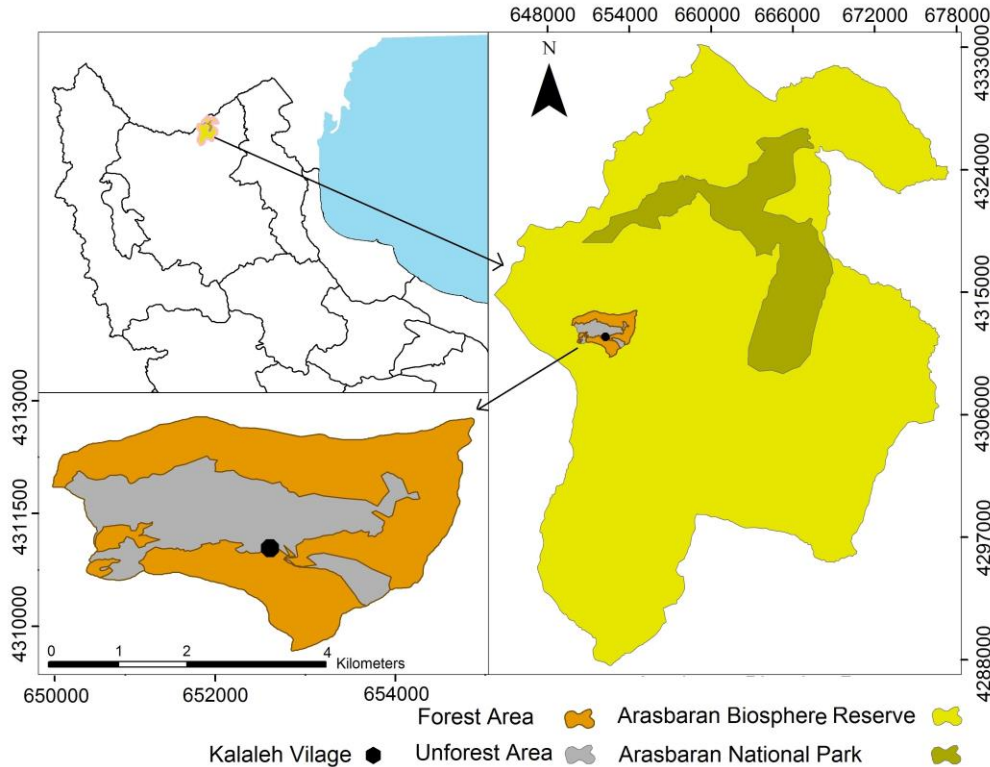 648000 654000 660000 666000 672000 678000
N
4333000
4324000
4315000
4306000
4297000
4288000
4313000
4311500
4310000
0 1 2 4
Kilometers
650000 652000 654000
Forest Area Arasbaran Biosphere Reserve
Kalaleh Vilage Unforest Area Arasbaran National Park